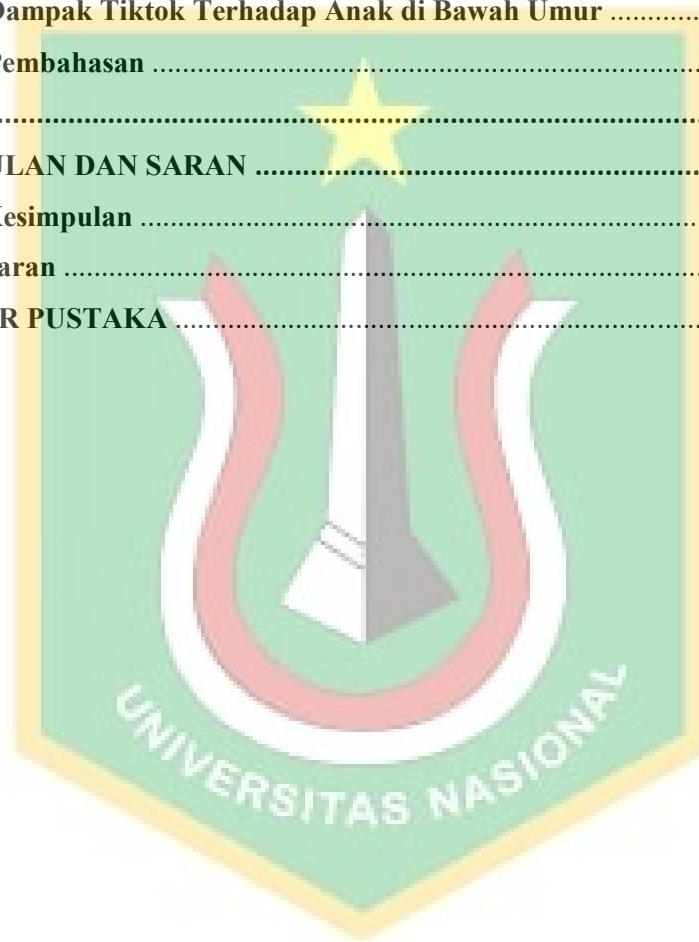 Dampak Tiktok Terhadap Anak di Bawah Umur ..........
Pembahasan ..........................................................
..........................................................................
ULAN DAN SARAN ..............................................
Kesimpulan ...........................................................
aran ......................................................................
R PUSTAKA .........................................................
UNIVERSITAS NASIONAL